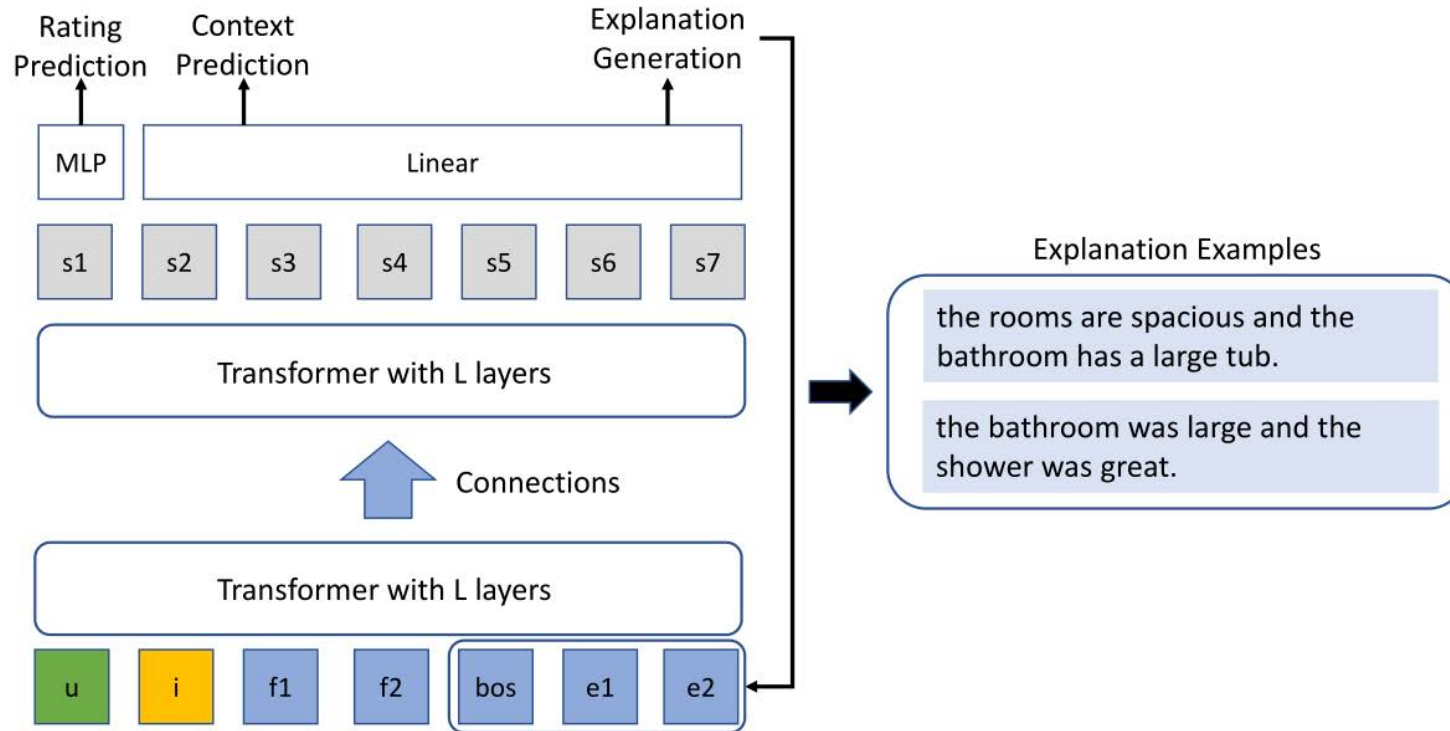 Rating
Prediction
Context
Prediction
Explanation
Generation
MLP
Linear
s1
s2
s3
s4
s5
s6
s7
Transformer with L layers
Connections
Transformer with L layers
u
i
f1
f2
bos
e1
e2
Explanation Examples
the rooms are spacious and the
bathroom has a large tub.
the bathroom was large and the
shower was great.